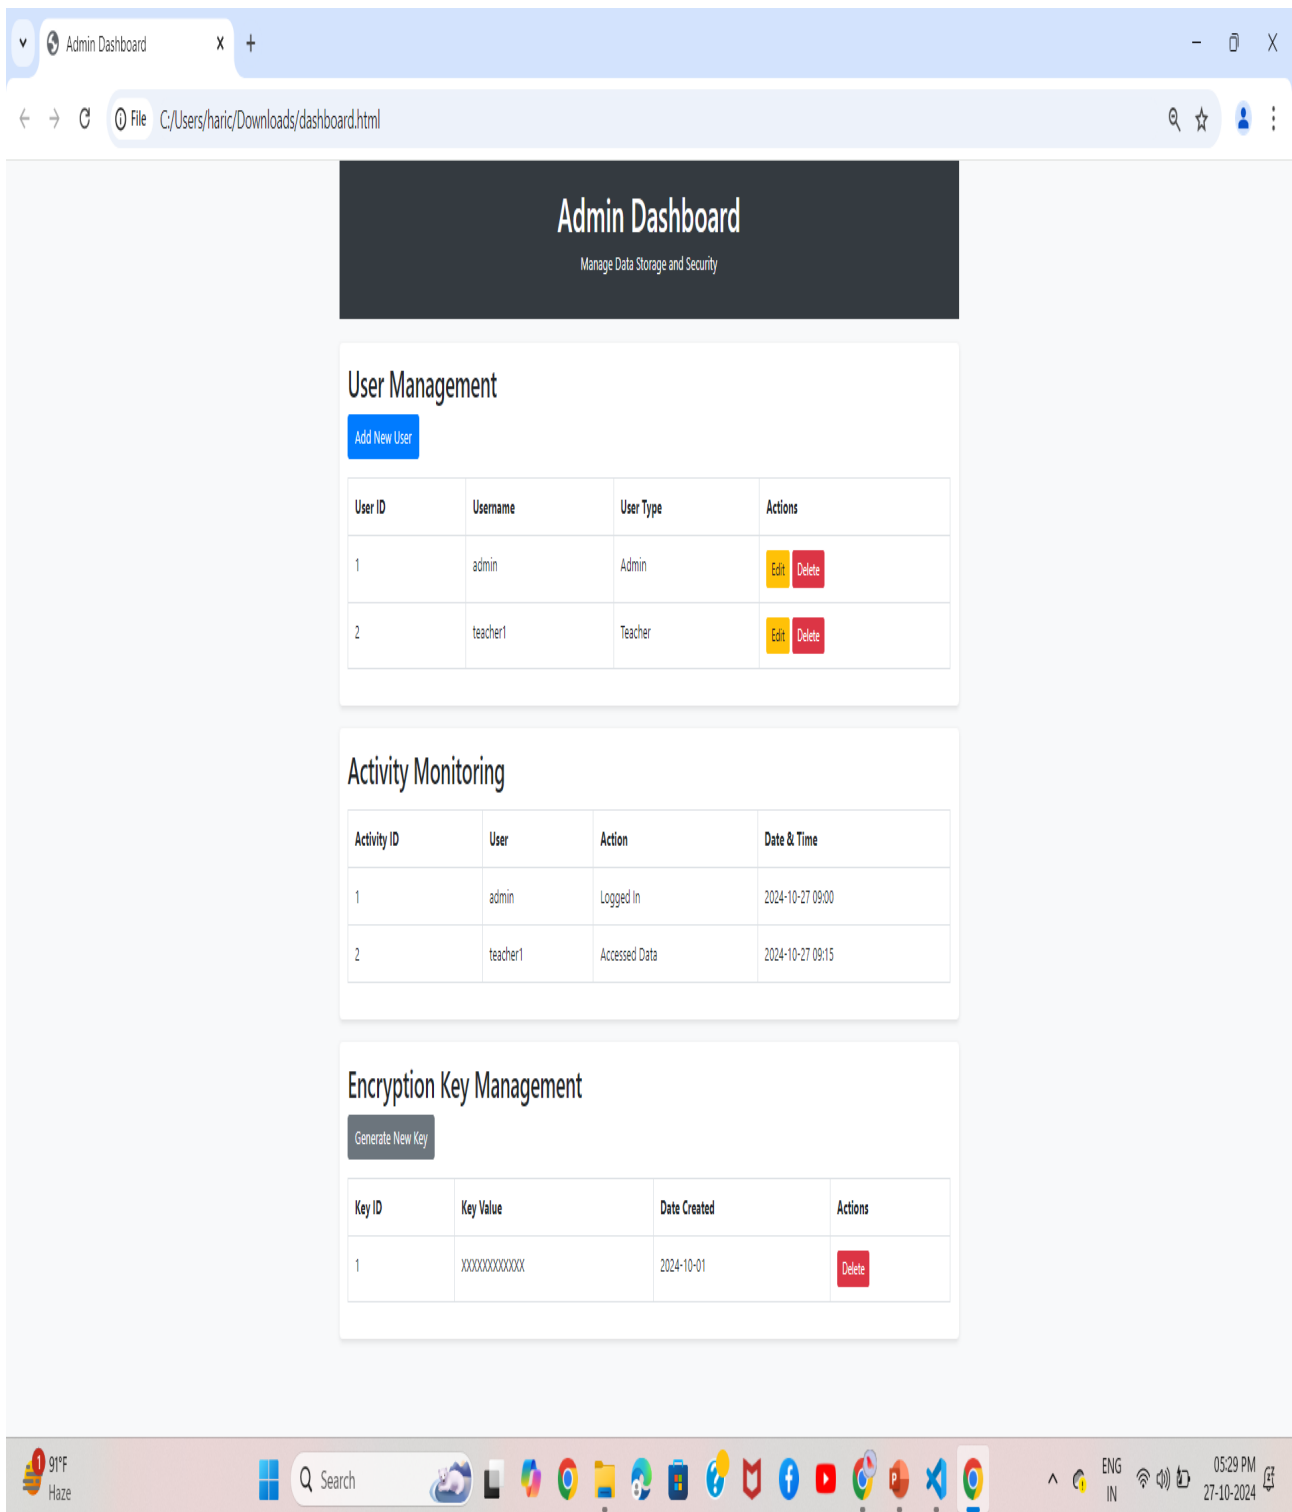 Admin Dashboard
File C:/Users/haric/Downloads/dashboard.html
Admin Dashboard
Manage Data Storage and Security
User Management
Add New User
User ID Username User Type Actions
1 admin Admin Edit Delete
2 teacher1 Teacher Edit Delete
Activity Monitoring
Activity ID User Action Date & Time
1 admin Logged In 2024-10-27 09:00
2 teacher1 Accessed Data 2024-10-27 09:15
Encryption Key Management
Generate New Key
Key ID Key Value Date Created Actions
1 XXXXXXXXXXXX 2024-10-01 Delete
1 91°F
Haze
Search
ENG
IN
05:29 PM
27-10-2024